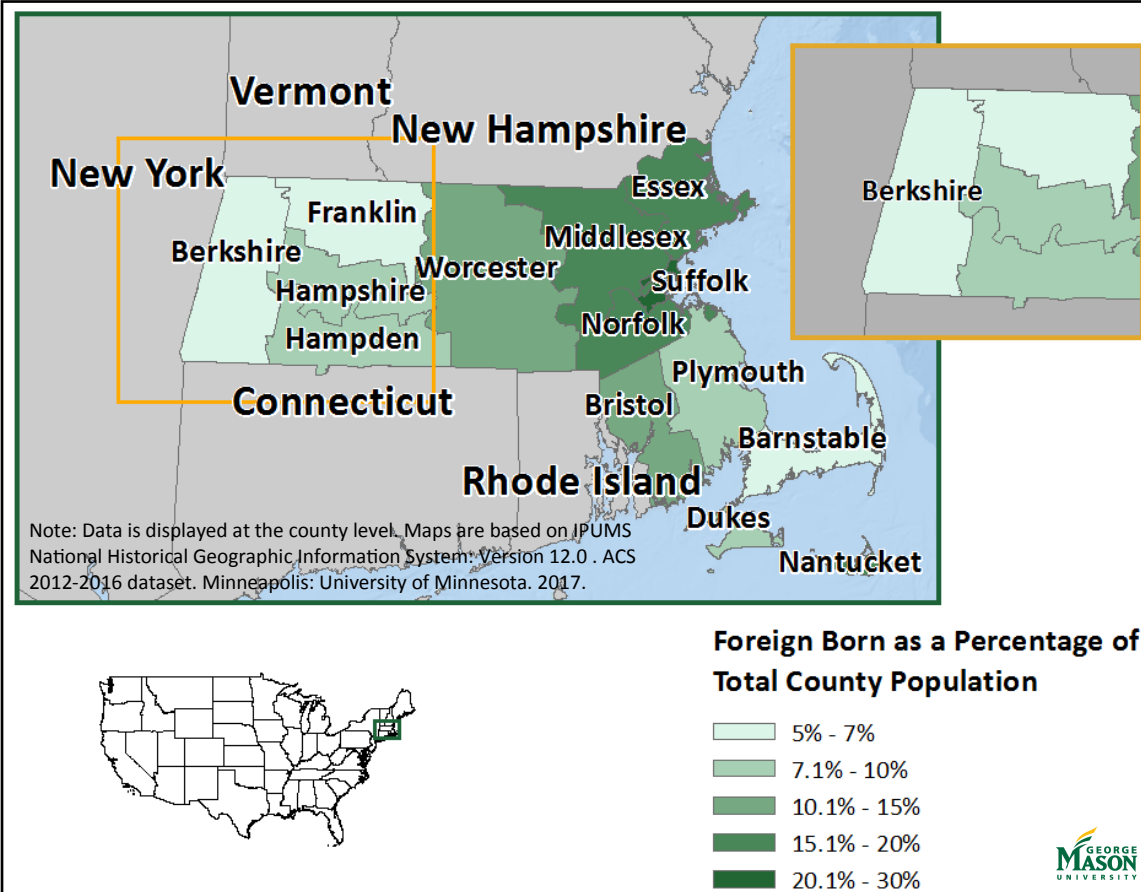 Vermont
New Hampshire
New York
Essex
Franklin
Middlesex
Berkshire
Worcester
Suffolk
Hampshire
Norfolk
Hampden
Plymouth
Connecticut
Bristol
Barnstable
Rhode Island
Dukes
Nantucket
Note: Data is displayed at the county level. Maps are based on IPUMS
National Historical Geographic Information System: Version 12.0 . ACS
2012-2016 dataset. Minneapolis: University of Minnesota. 2017.
Berkshire
Foreign Born as a Percentage of
Total County Population
5% - 7%
7.1% - 10%
10.1% - 15%
15.1% - 20%
20.1% - 30%
GEORGE
MASON
UNIVERSITY